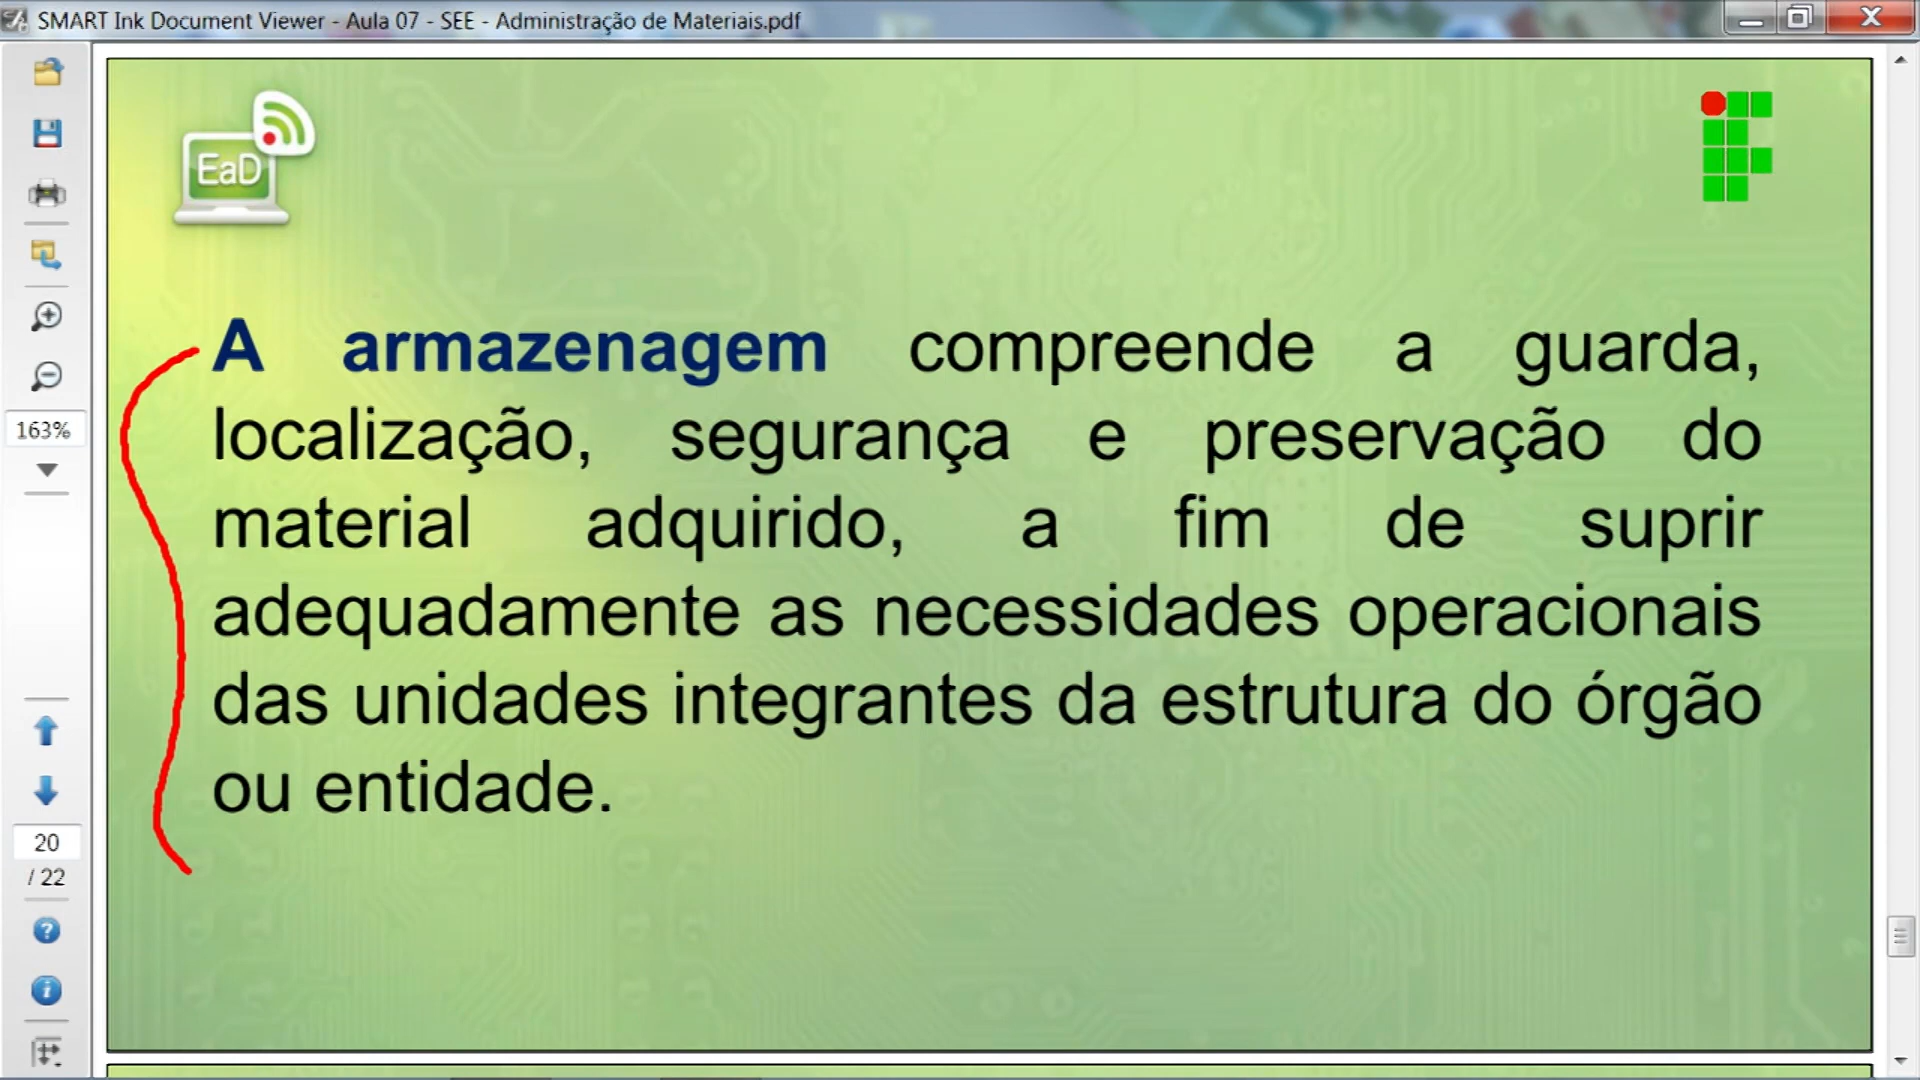 SMART Ink Document Viewer - Aula 07 - SEE - Administração de Materiais.pdf
EaD
163%
A armazenagem compreende a guarda,
localização, segurança e preservação do
material adquirido, a fim de suprir
adequadamente as necessidades operacionais
das unidades integrantes da estrutura do órgão
ou entidade.
20
/ 22